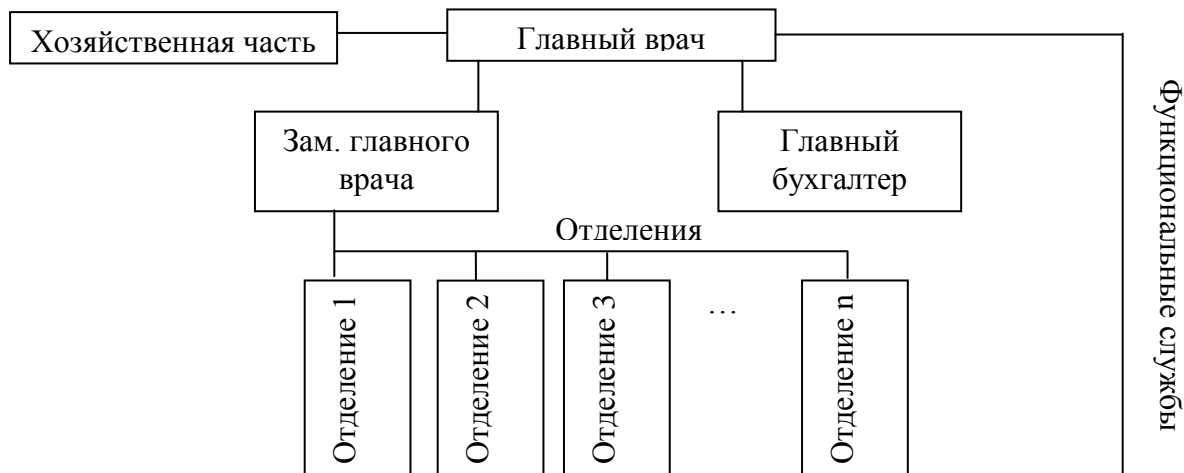 Хозяйственная часть
Главный врач
Зам. главного
врача
Главный
бухгалтер
Отделения
Отделение 1
Отделение 2
Отделение 3
...
Отделение n
Функциональные службы